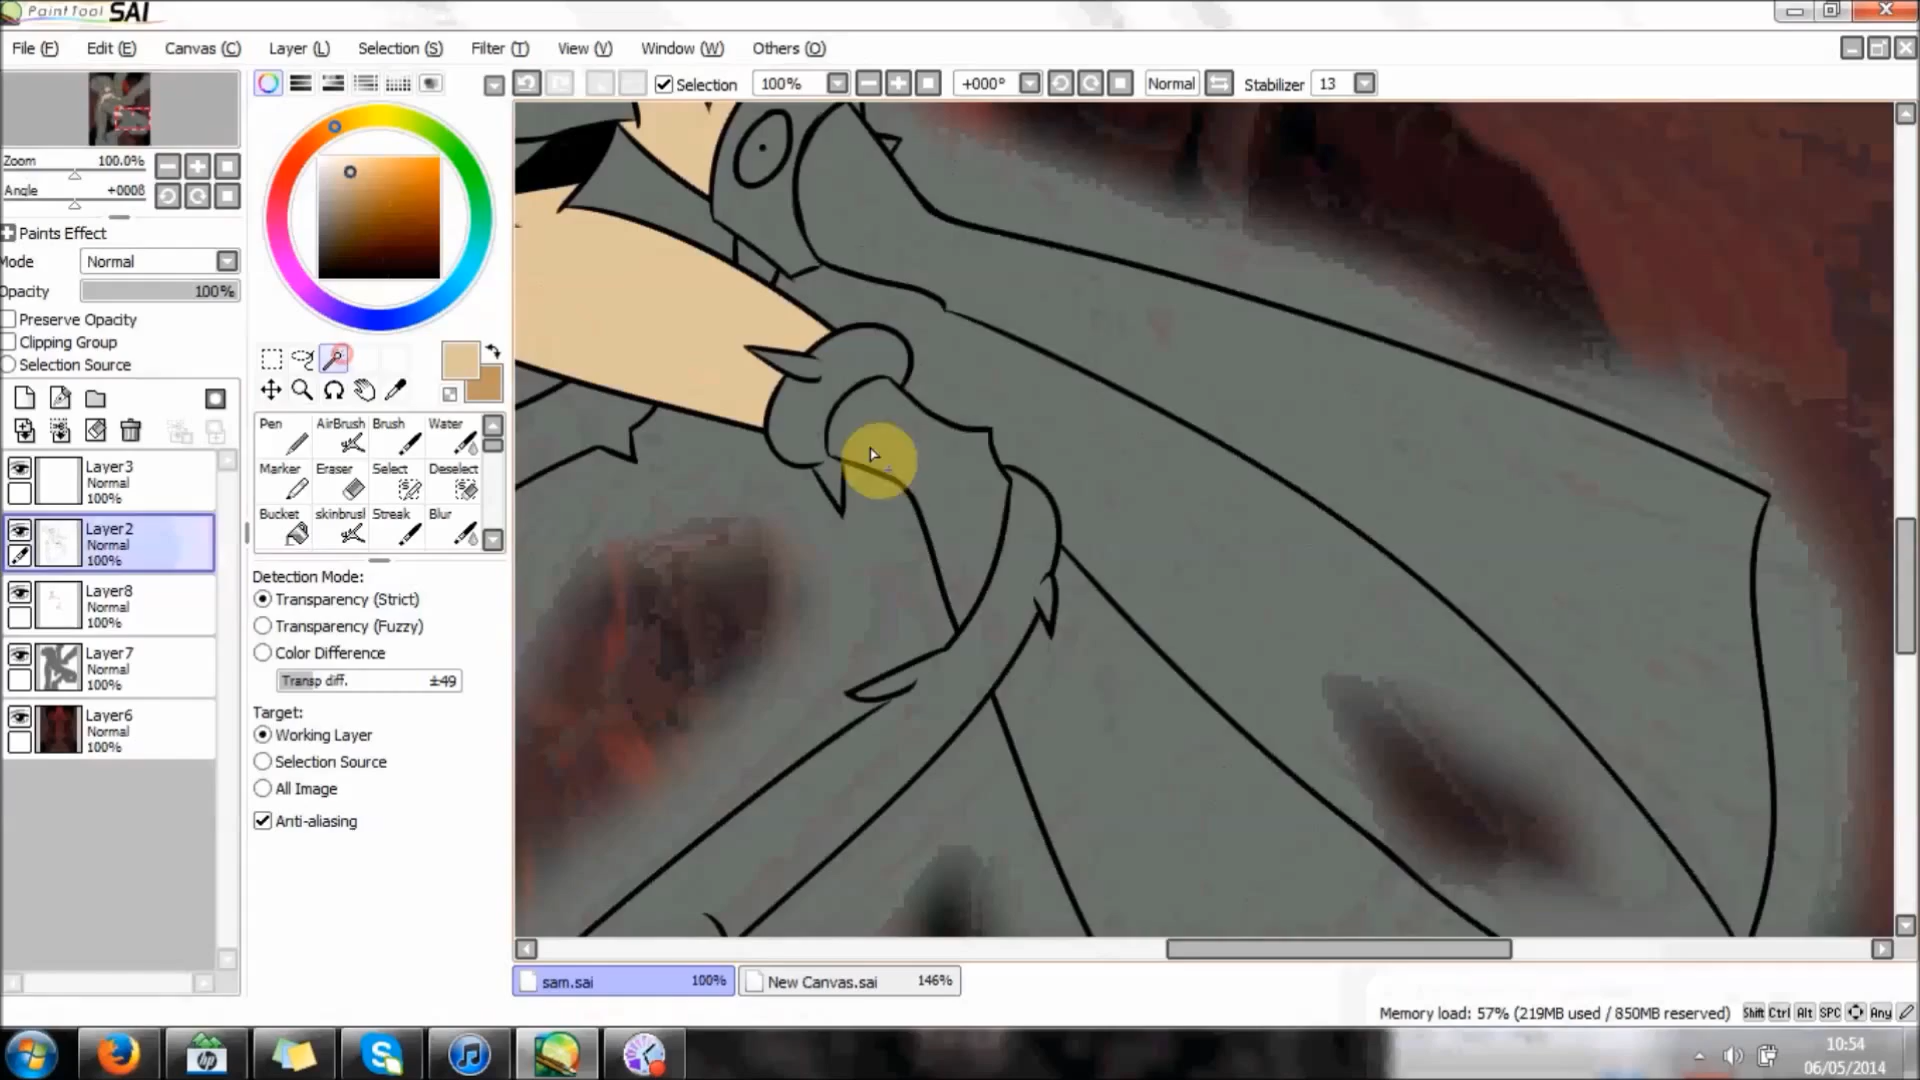 PaintTool SAI
File (F) Edit (E) Canvas (C) Layer (L) Selection (S) Filter (T) View (V) Window (W) Others (O)
Selection 100% +000° Normal Stabilizer 13
Zoom 100.0%
Angle +000ß
Paints Effect
Mode Normal
Opacity 100%
Preserve Opacity
Clipping Group
Selection Source
Layer3
Normal
100%
Layer2
Normal
100%
Layer8
Normal
100%
Layer7
Normal
100%
Layer6
Normal
100%
Pen AirBrush Brush Water
Marker Eraser Select Deselect
Bucket skinbrusl Streak Blur
Detection Mode:
Transparency (Strict)
Transparency (Fuzzy)
Color Difference
Transp diff. ±49
Target:
Working Layer
Selection Source
All Image
Anti-aliasing
sam.sai 100% New Canvas.sai 146%
Memory load: 57% (219MB used / 850MB reserved) Shift Ctrl Alt SPC Any
hp
10:54
06/05/2014